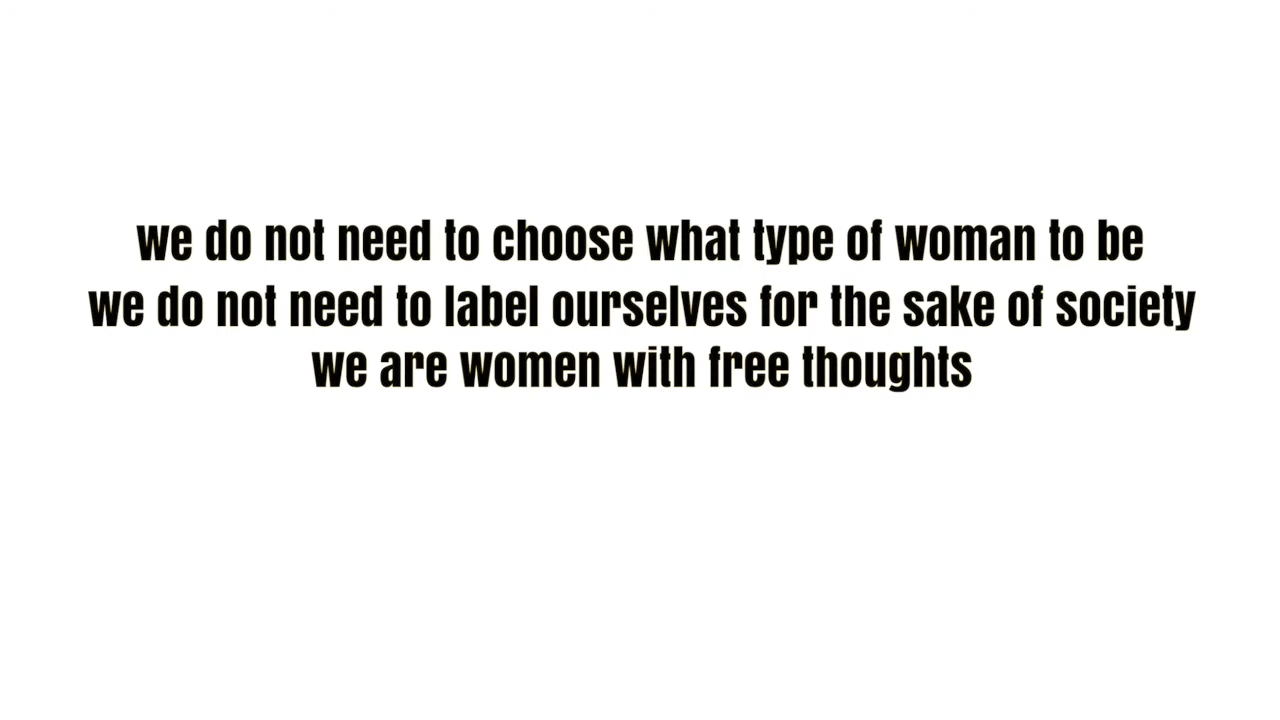 we do not need to choose what type of woman to be
we do not need to label ourselves for the sake of society
we are women with free thoughts